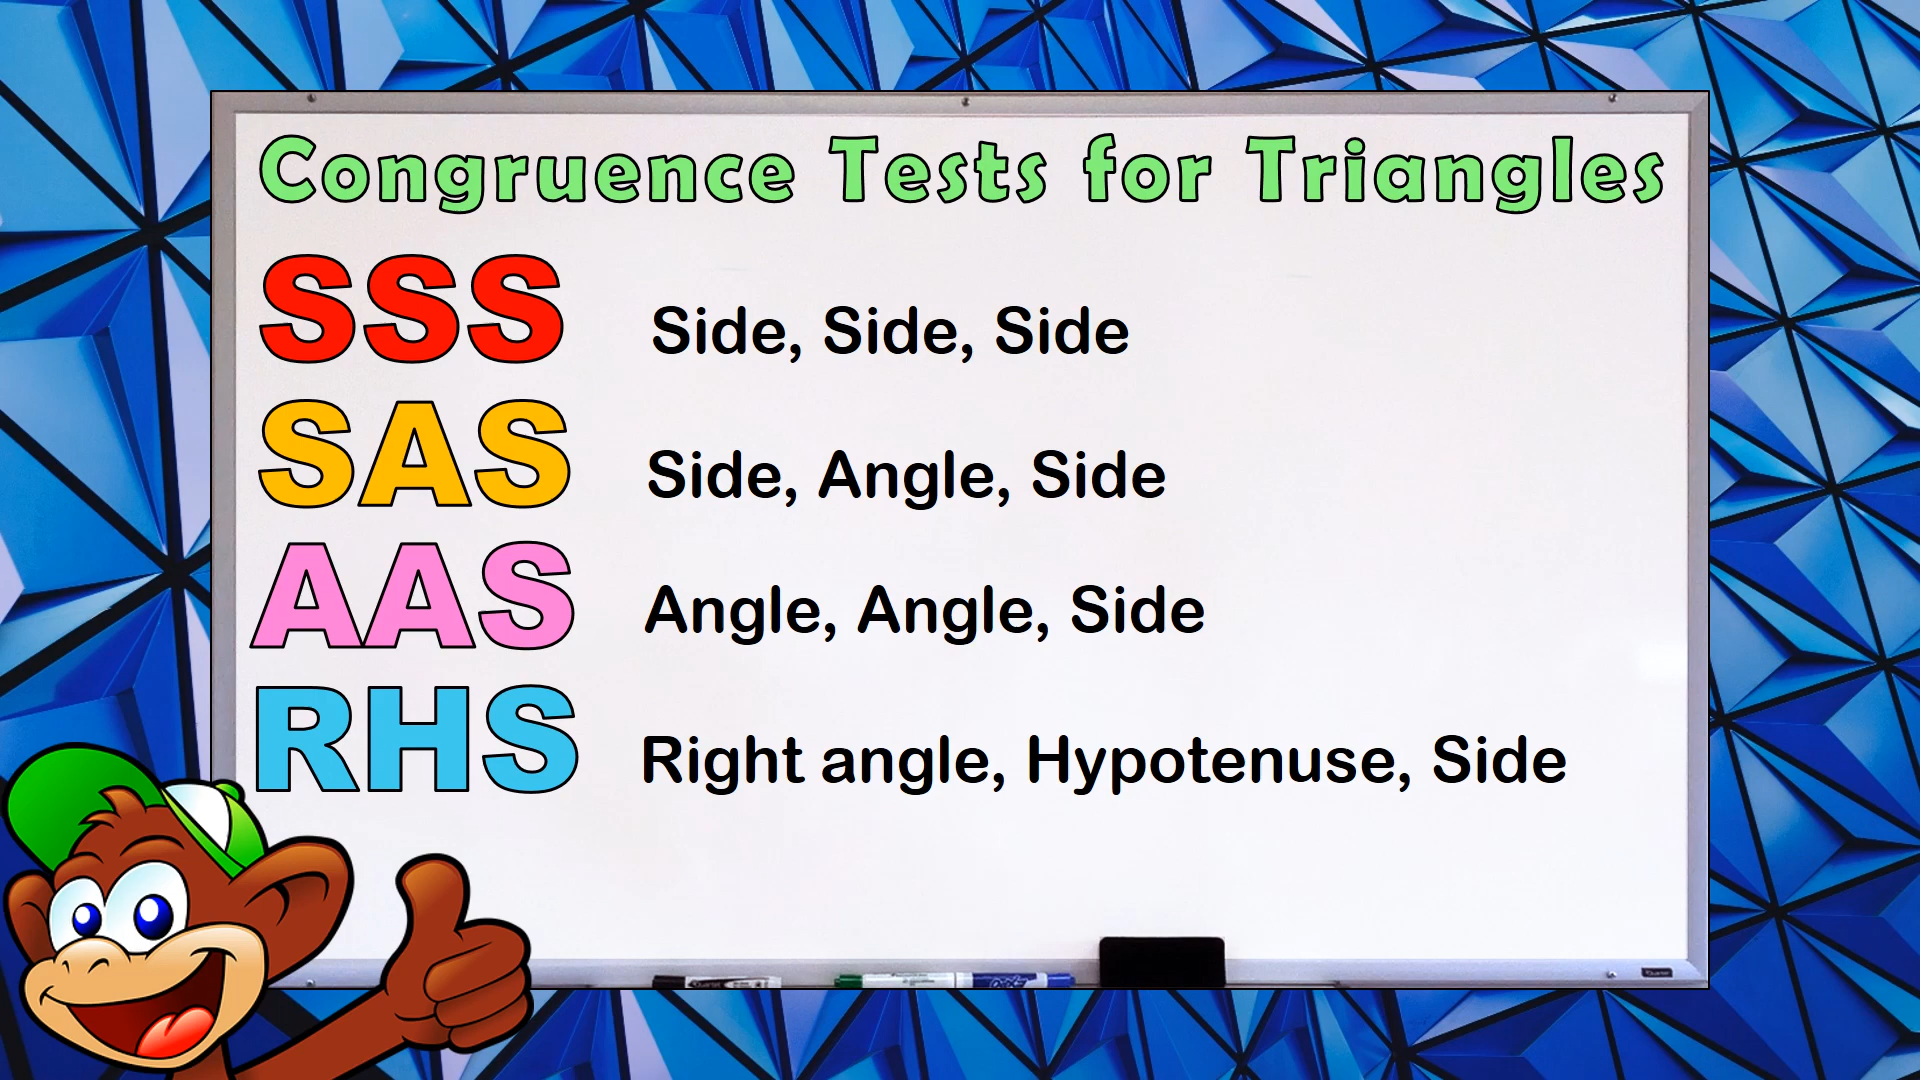 Congruence Tests for Triangles
SSS Side, Side, Side
SAS Side, Angle, Side
AAS Angle, Angle, Side
RHS Right angle, Hypotenuse, Side
Quartet